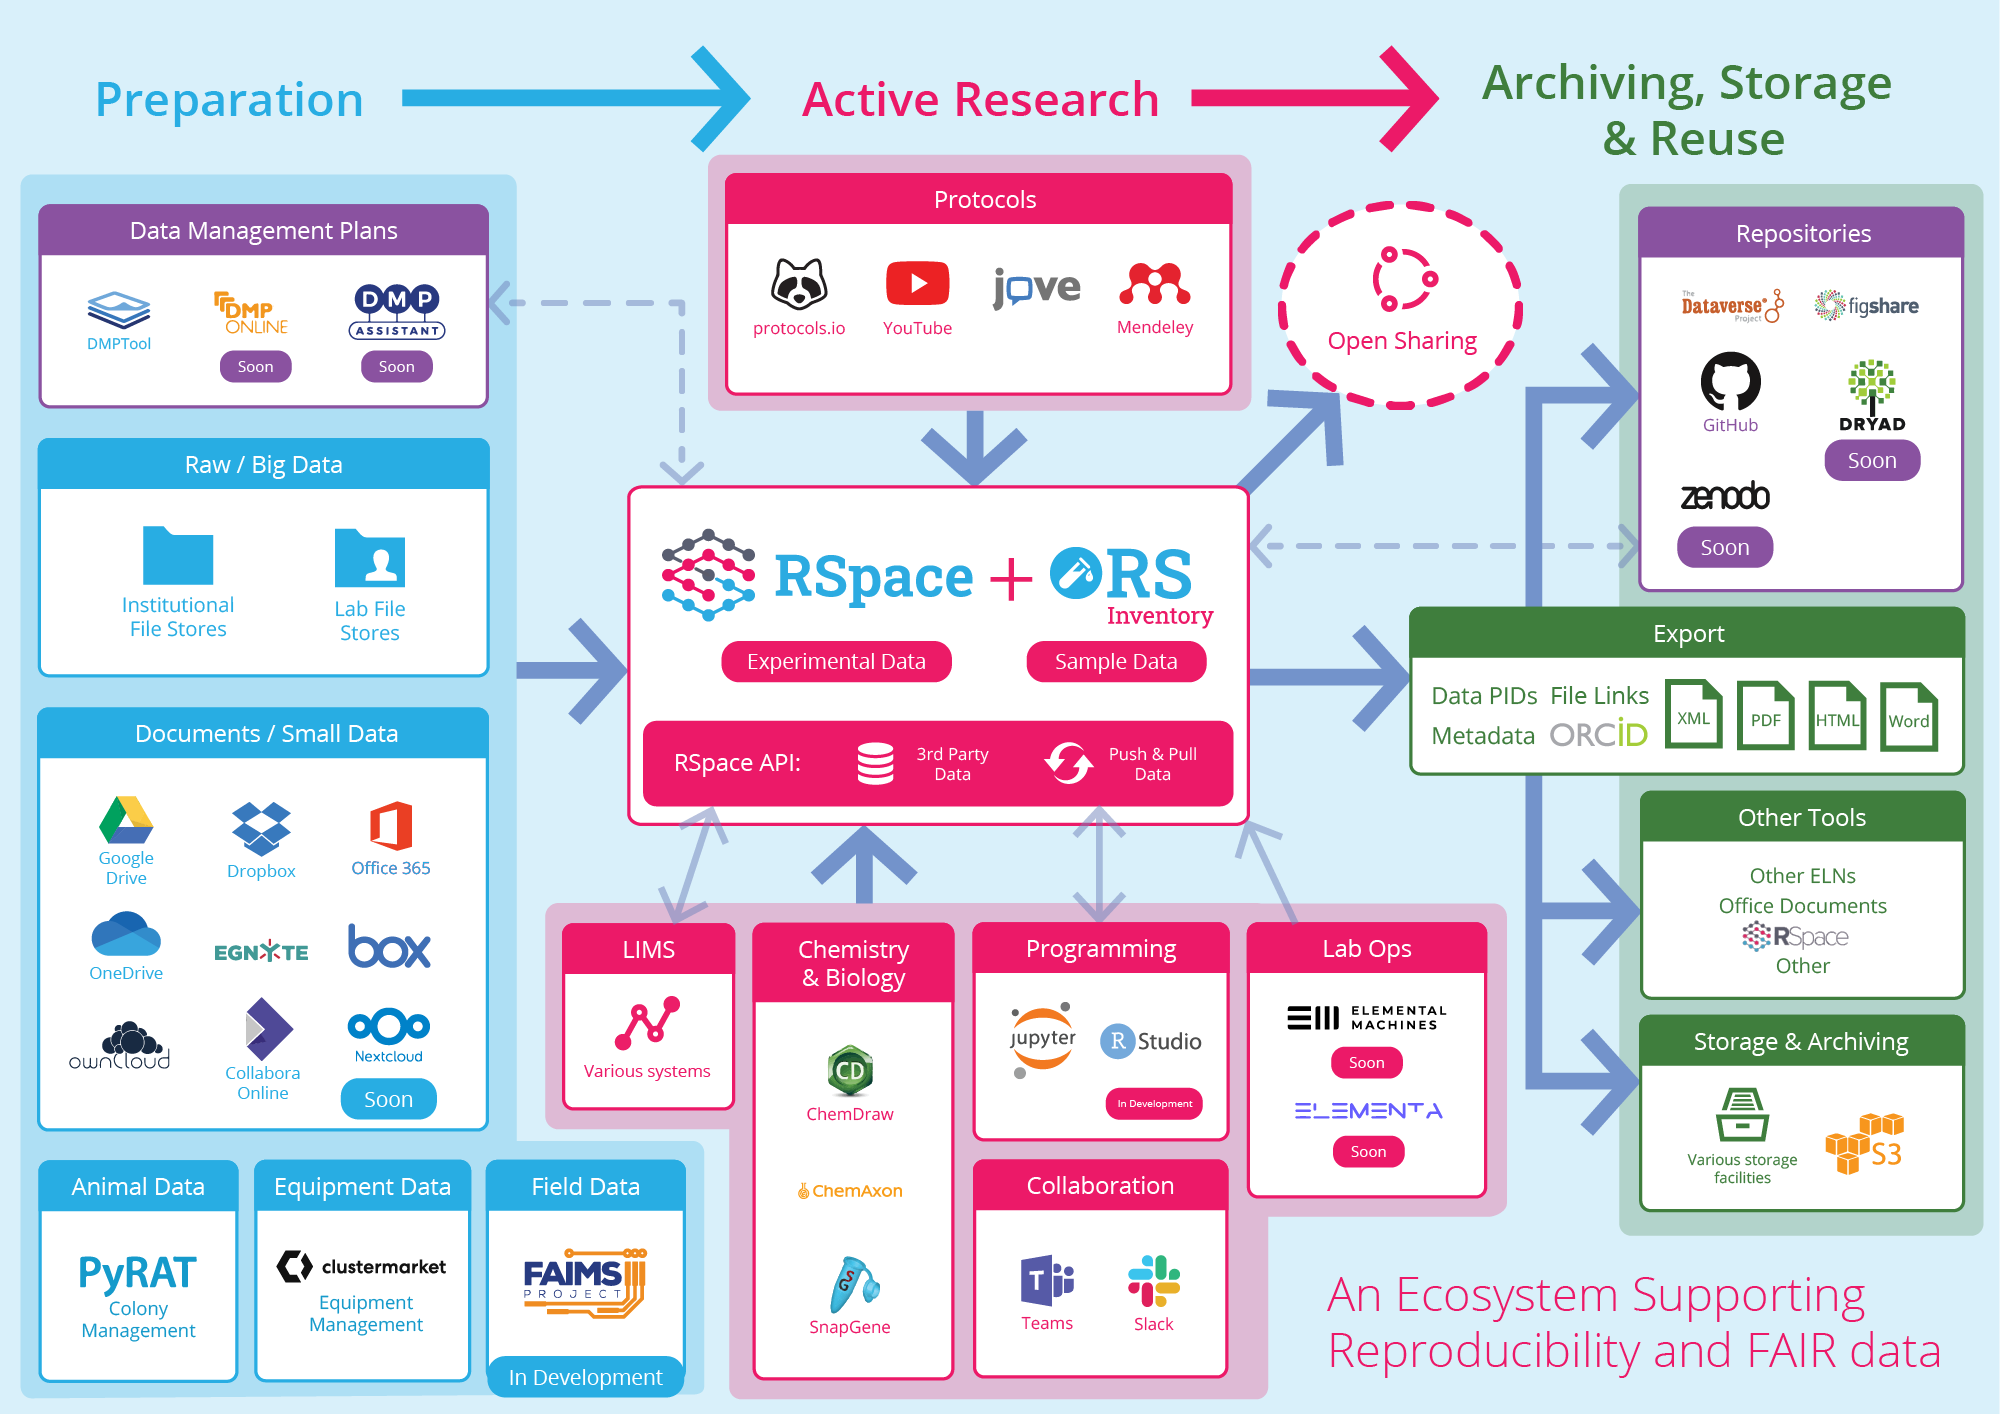 Preparation
Active Research
Archiving, Storage
& Reuse
Data Management Plans
DMPTool
DMP
ONLINE
Soon
DMP
ASSISTANT
Soon
Raw / Big Data
Institutional
File Stores
Lab File
Stores
Documents / Small Data
Google
Drive
Dropbox
Office 365
OneDrive
EGNYTE
box
ownCloud
Collabora
Online
Nextcloud
Soon
Animal Data
PyRAT
Colony
Management
Equipment Data
clustermarket
Equipment
Management
Field Data
FAIMS
PROJECT
In Development
Protocols
protocols.io
YouTube
jove
Mendeley
Open Sharing
RSpace + RS
Inventory
Experimental Data
Sample Data
RSpace API:
3rd Party
Data
Push & Pull
Data
LIMS
Various systems
Chemistry
& Biology
CD
ChemDraw
ChemAxon
SG
SnapGene
Programming
jupyter
R Studio
In Development
Collaboration
T
Teams
Slack
Lab Ops
ELEMENTAL
MACHINES
Soon
ELEMENTA
Soon
Repositories
The
Dataverse®
Project
figshare
GitHub
DRYAD
Soon
zenodo
Soon
Export
Data PIDs File Links
Metadata ORCiD
XML
PDF
HTML
Word
Other Tools
Other ELNs
Office Documents
RSpace
Other
Storage & Archiving
Various storage
facilities
S3
An Ecosystem Supporting
Reproducibility and FAIR data